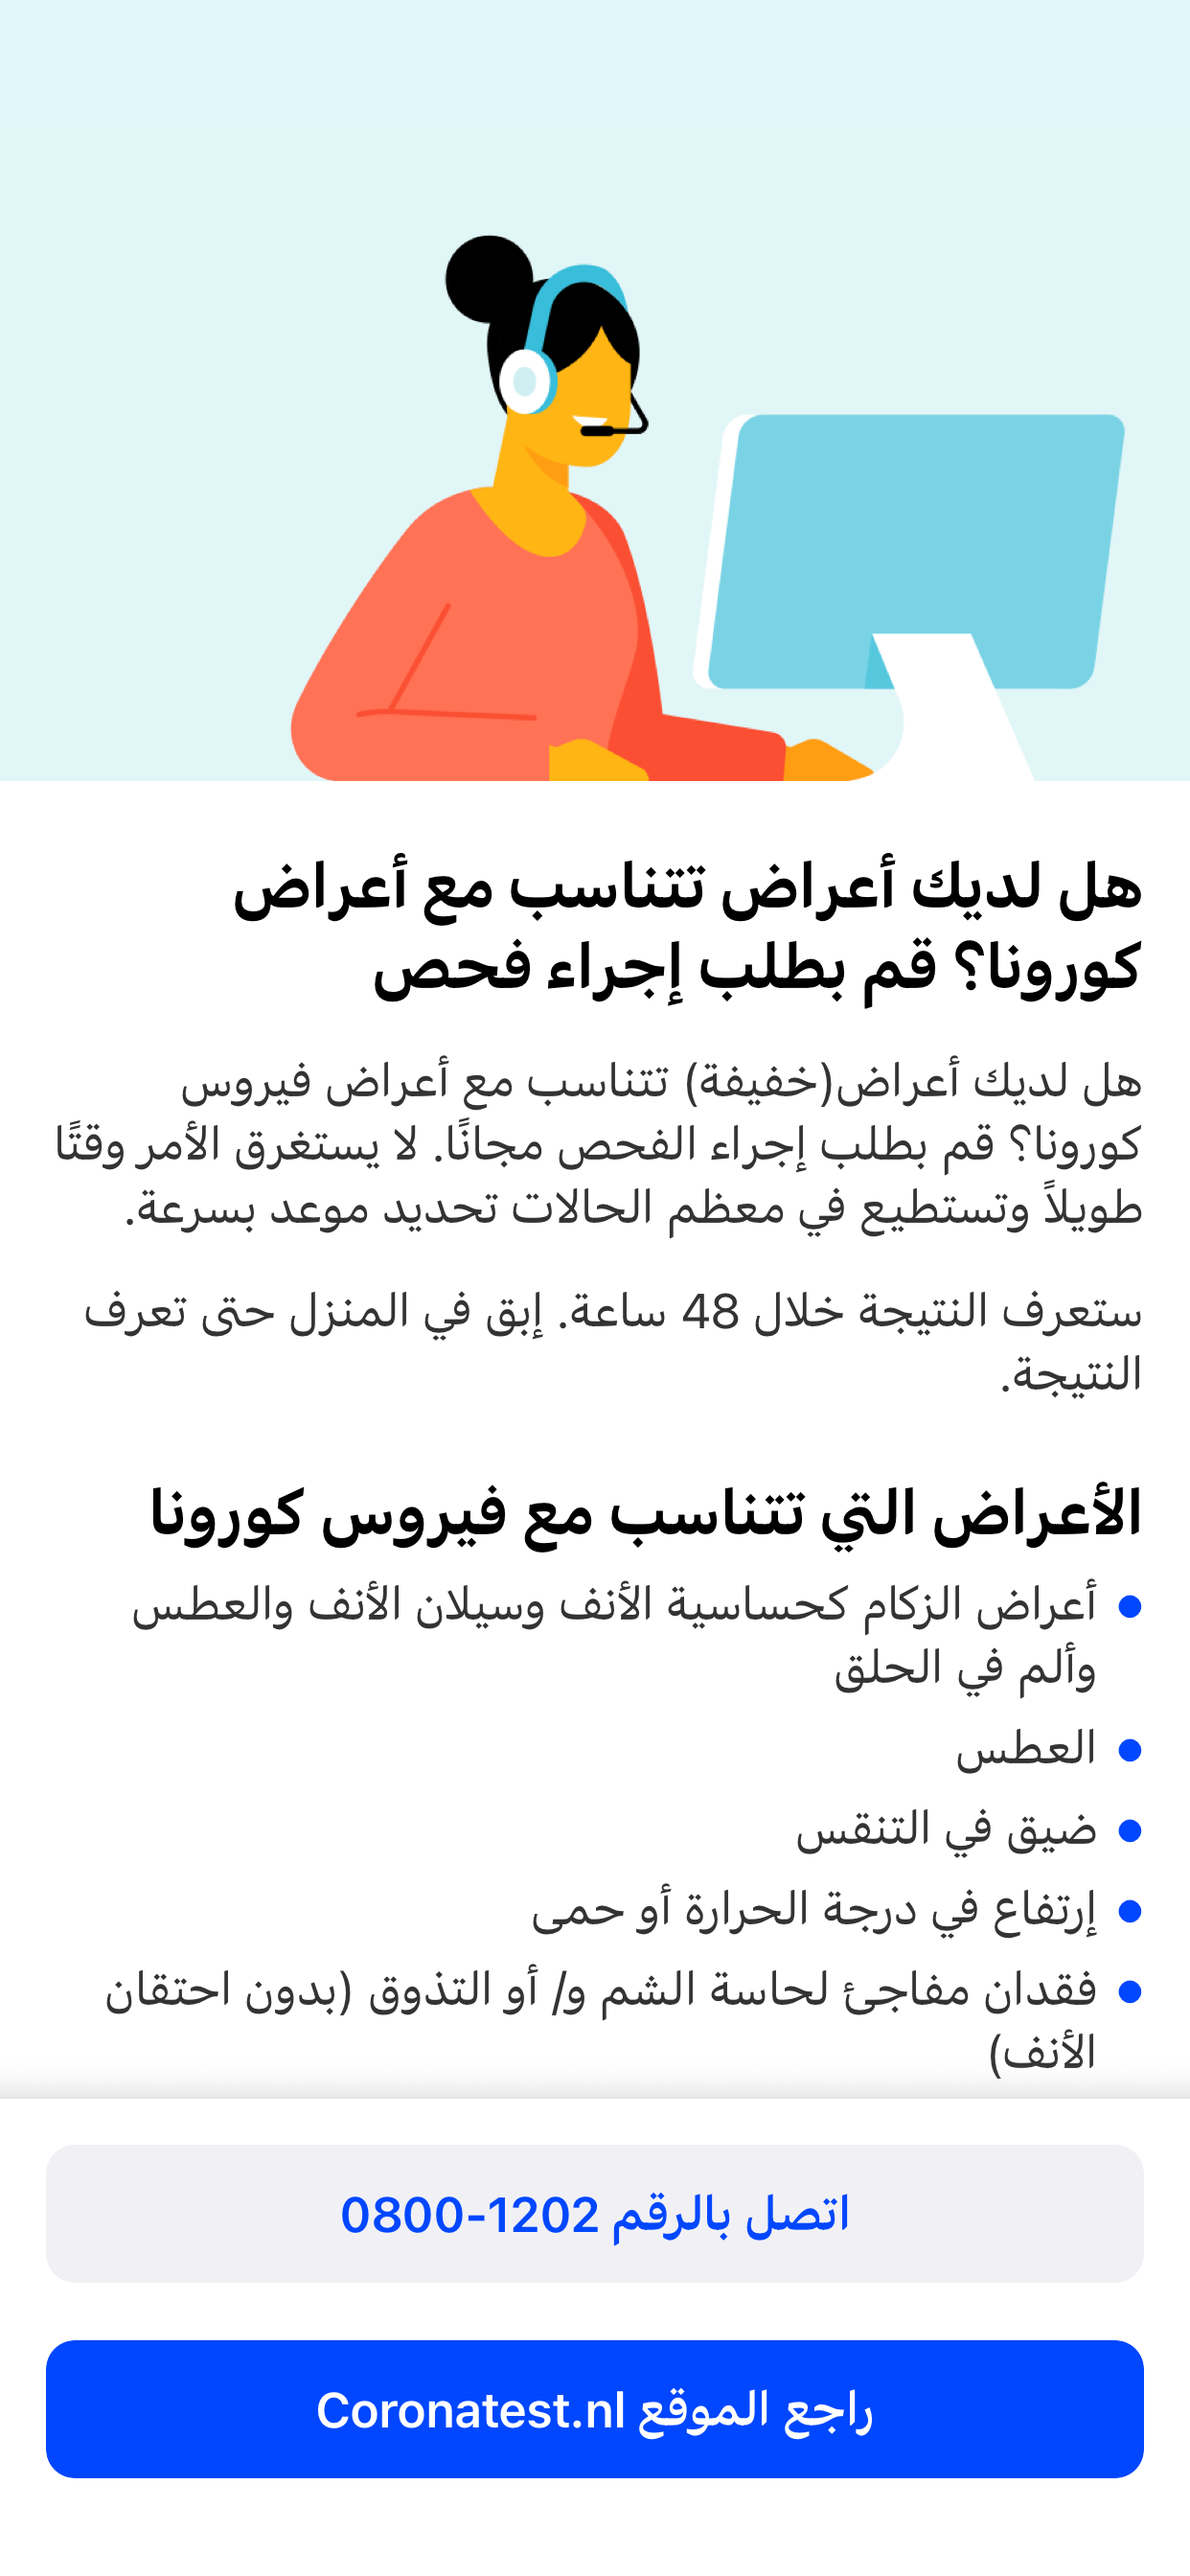 هل لديك أعراض تتناسب مع أعراض
كورونا؟ قم بطلب إجراء فحص
هل لديك أعراض(خفيفة) تتناسب مع أعراض فيروس
كورونا؟ قم بطلب إجراء الفحص مجانًا. لا يستغرق الأمر وقتًا
طويلاً وتستطيع في معظم الحالات تحديد موعد بسرعة.
ستعرف النتيجة خلال 48 ساعة. إبق في المنزل حتى تعرف
النتيجة.
الأعراض التي تتناسب مع فيروس كورونا
• أعراض الزكام كحساسية الأنف وسيلان الأنف والعطس
وألم في الحلق
• العطس
• ضيق في التنقس
• إرتفاع في درجة الحرارة أو حمى
• فقدان مفاجئ لحاسة الشم و/ أو التذوق (بدون احتقان
الأنف)
اتصل بالرقم 0800-1202
راجع الموقع Coronatest.nl